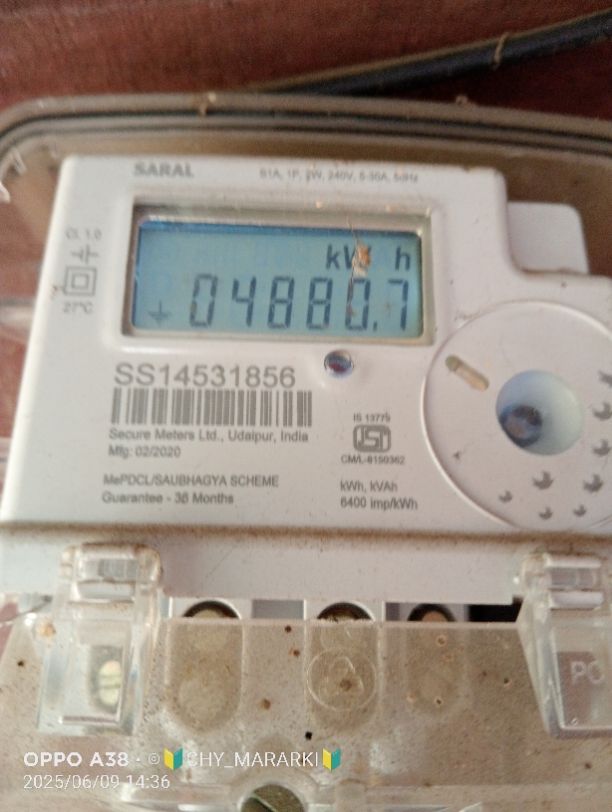 SARAL
S1A, 1P, 2W, 240V, 5-30A, 50Hz
Cl. 1.0
27°C
kWh
04880.7
SS14531856
Secure Meters Ltd., Udaipur, India
Mfg: 02/2020
MePDCL/SAUBHAGYA SCHEME
Guarantee - 36 Months
IS 13779
ISI
CM/L-8150362
kWh, kVAh
6400 imp/kWh
PO
OPPO A38 · ©🔰CHY_MARARKI🔰
2025/06/09 14:36